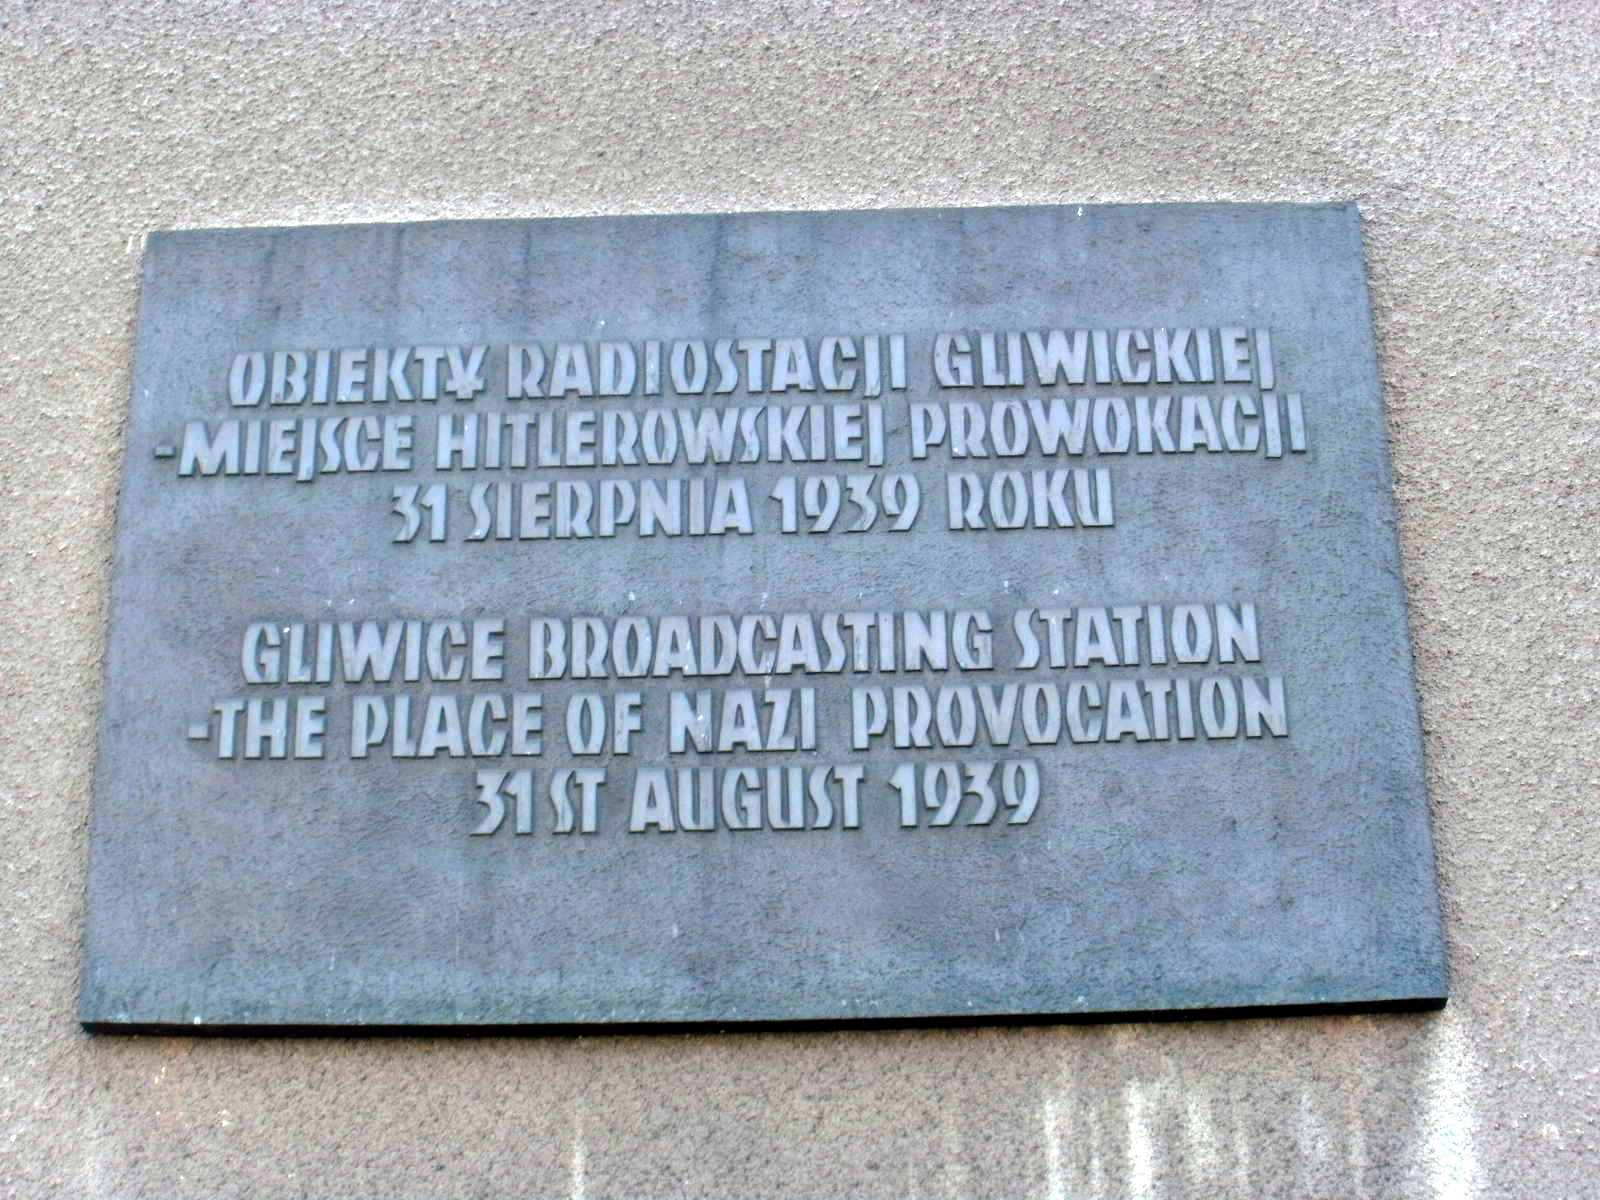 OBIEKTY RADIOSTACJI GLIWICKIEJ
-MIEJSCE HITLEROWSKIEJ PROWOKACJI
31 SIERPNIA 1939 ROKU
GLIWICE BROADCASTING STATION
-THE PLACE OF NAZI PROVOCATION
31 ST AUGUST 1939